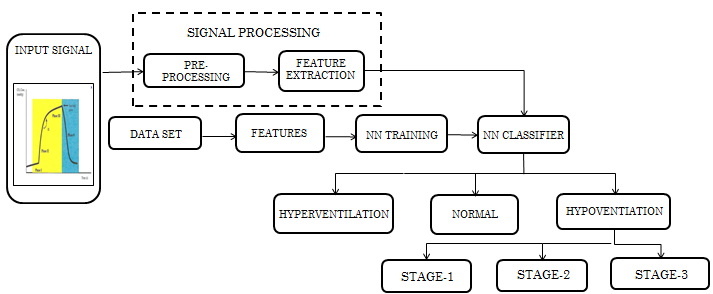 SIGNAL PROCESSING
INPUT SIGNAL
PRE-
PROCESSING
FEATURE
EXTRACTION
DATA SET
FEATURES
NN TRAINING
NN CLASSIFIER
HYPERVENTILATION
NORMAL
HYPOVENTIATION
STAGE-1
STAGE-2
STAGE-3